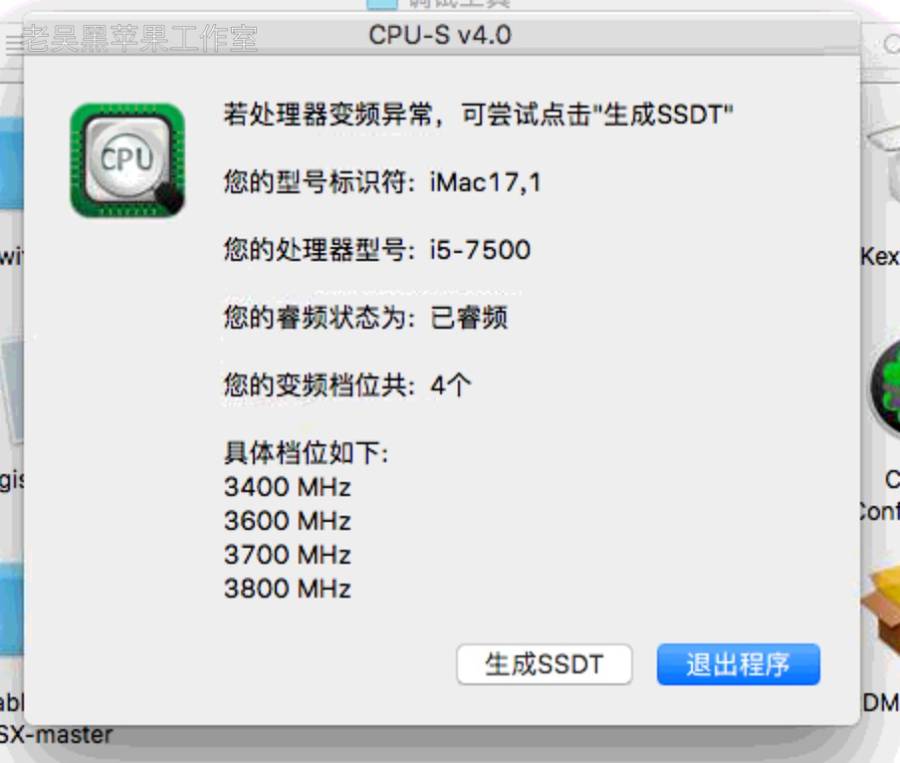 调试工具
老吴黑苹果工作室
CPU-S v4.0
CPU
若处理器变频异常，可尝试点击"生成SSDT"
您的型号标识符: iMac17,1
wi
Kex
您的处理器型号: i5-7500
您的睿频状态为: 已睿频
您的变频档位共: 4个
具体档位如下:
gis
C
3400 MHz
Conf
3600 MHz
3700 MHz
3800 MHz
生成SSDT
退出程序
abl
DM
SX-master